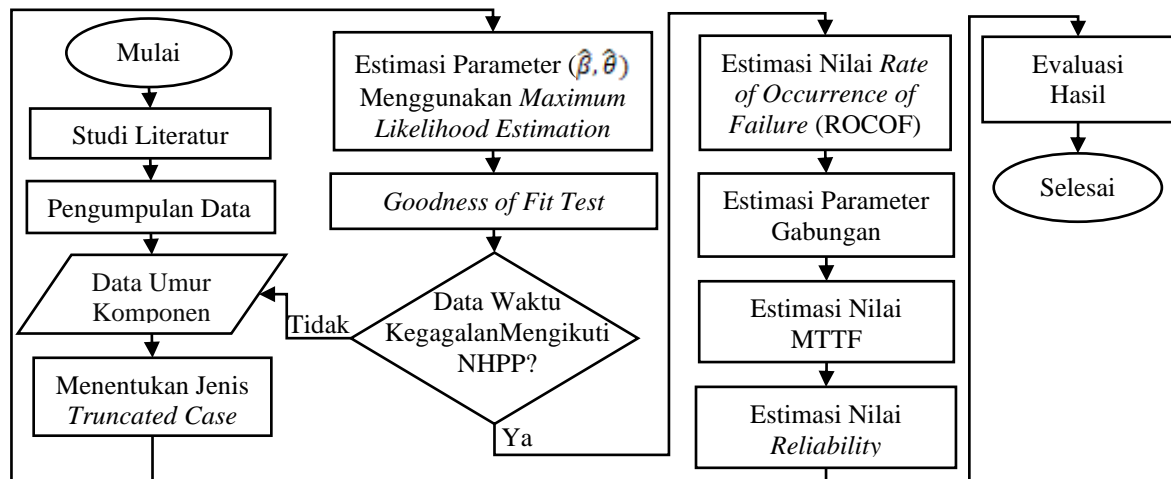 Mulai
Studi Literatur
Pengumpulan Data
Data Umur
Komponen
Menentukan Jenis
Truncated Case
Estimasi Parameter (β̂, θ̂)
Menggunakan Maximum
Likelihood Estimation
Goodness of Fit Test
Data Waktu
KegagalanMengikuti
NHPP?
Tidak
Ya
Estimasi Nilai Rate
of Occurrence of
Failure (ROCOF)
Estimasi Parameter
Gabungan
Estimasi Nilai
MTTF
Estimasi Nilai
Reliability
Evaluasi
Hasil
Selesai